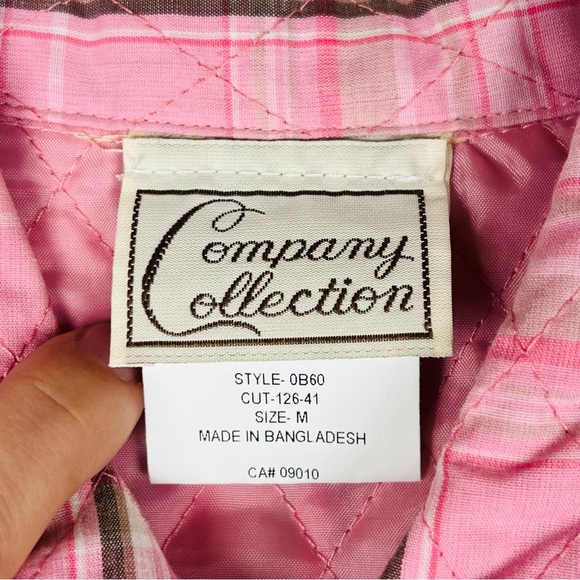 Company
Collection
STYLE- 0B60
CUT-126-41
SIZE- M
MADE IN BANGLADESH
CA# 09010